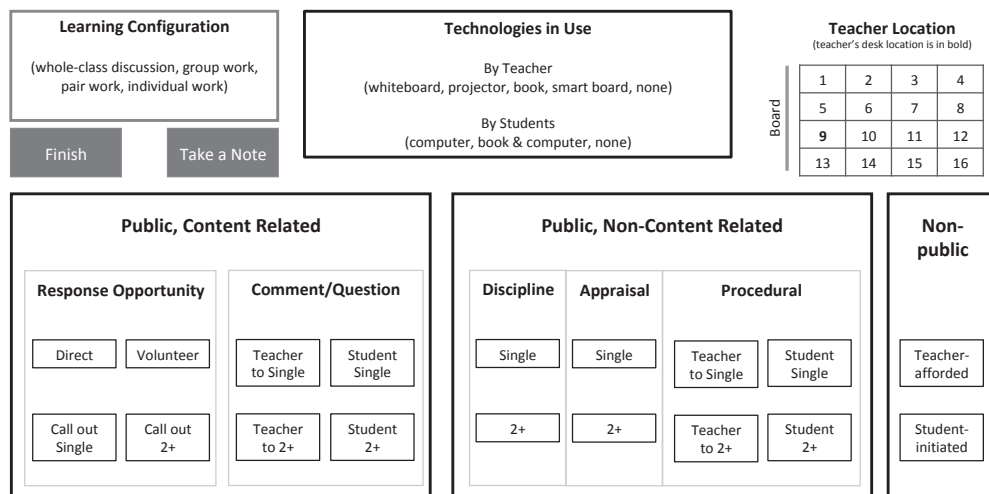 Learning Configuration
(whole-class discussion, group work,
pair work, individual work)
Finish
Take a Note
Technologies in Use
By Teacher
(whiteboard, projector, book, smart board, none)
By Students
(computer, book & computer, none)
Teacher Location
(teacher's desk location is in bold)
Board
1 2 3 4
5 6 7 8
9 10 11 12
13 14 15 16
Public, Content Related
Response Opportunity
Direct
Volunteer
Call out
Single
Call out
2+
Comment/Question
Teacher
to Single
Student
Single
Teacher
to 2+
Student
2+
Public, Non-Content Related
Discipline
Single
2+
Appraisal
Single
2+
Procedural
Teacher
to Single
Student
Single
Teacher
to 2+
Student
2+
Non-
public
Teacher-
afforded
Student-
initiated